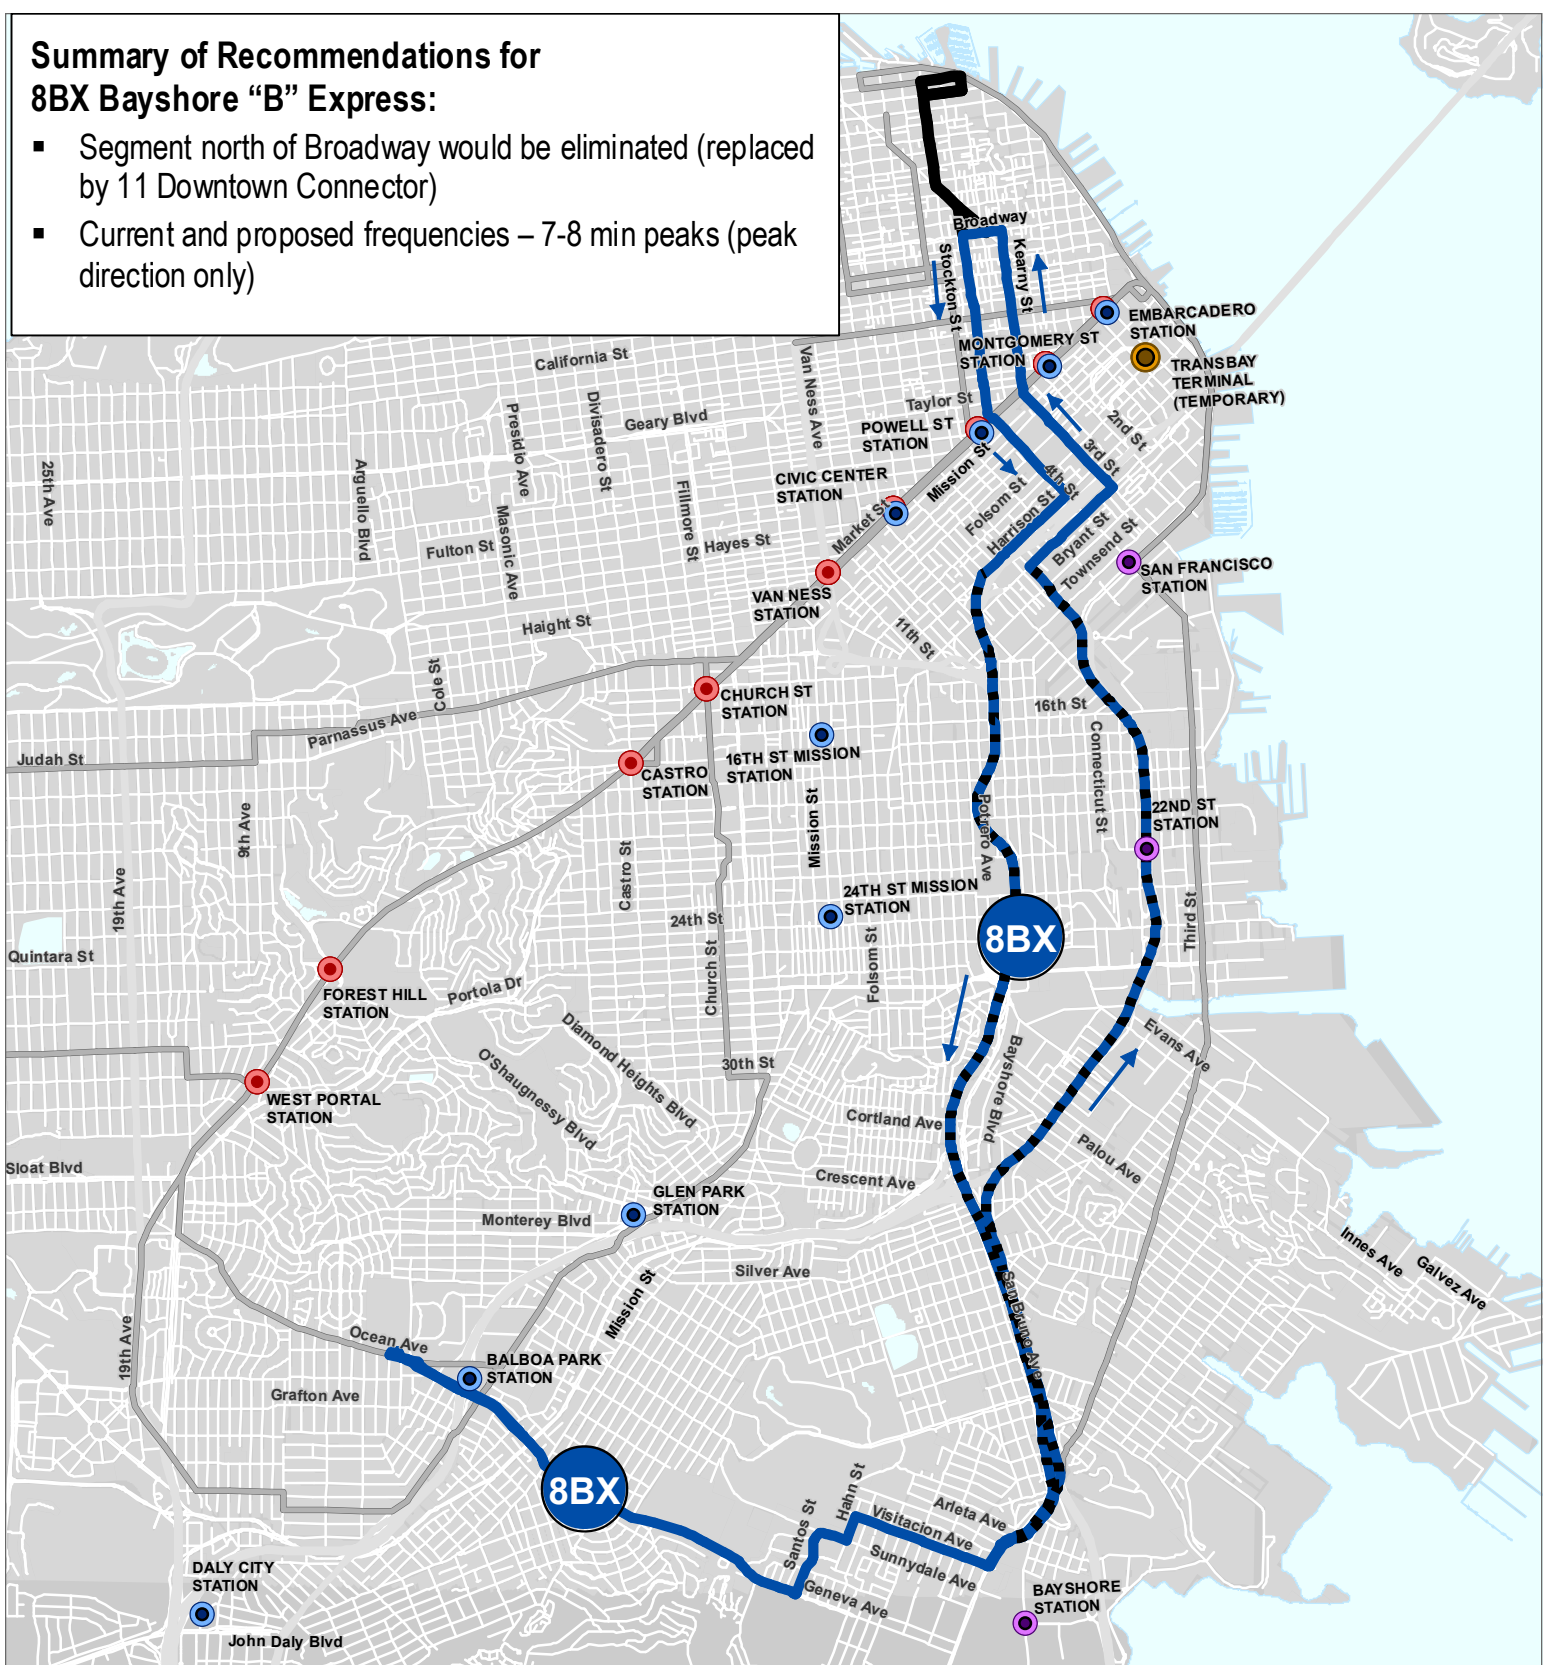 Summary of Recommendations for
8BX Bayshore “B” Express:
▪ Segment north of Broadway would be eliminated (replaced
by 11 Downtown Connector)
▪ Current and proposed frequencies – 7-8 min peaks (peak
direction only)
Broadway
Stockton St
Kearny St
EMBARCADERO
STATION
MONTGOMERY ST
STATION
TRANSBAY
TERMINAL
(TEMPORARY)
California St
Van Ness Ave
Taylor St
Geary Blvd
Divisadero St
Presidio Ave
POWELL ST
STATION
2nd St
3rd St
4th St
Mission St
25th Ave
Arguello Blvd
Fillmore St
CIVIC CENTER
STATION
Folsom St
Harrison St
Market St
Masonic Ave
Fulton St
Hayes St
Bryant St
Townsend St
SAN FRANCISCO
STATION
VAN NESS
STATION
Haight St
11th St
Cole St
CHURCH ST
STATION
16th St
Parnassus Ave
Connecticut St
Judah St
16TH ST MISSION
STATION
CASTRO
STATION
9th Ave
Mission St
Potrero Ave
22ND ST
STATION
19th Ave
Castro St
24TH ST MISSION
STATION
24th St
Third St
8BX
Quintara St
Church St
Folsom St
FOREST HILL
STATION
Portola Dr
Diamond Heights Blvd
O'Shaugnessy Blvd
30th St
Bayshore Blvd
Evans Ave
WEST PORTAL
STATION
Cortland Ave
Palou Ave
Sloat Blvd
Crescent Ave
GLEN PARK
STATION
Monterey Blvd
Innes Ave
Galvez Ave
Silver Ave
San Bruno Ave
Mission St
19th Ave
Ocean Ave
BALBOA PARK
STATION
Grafton Ave
8BX
Hahn St
Santos St
Arleta Ave
Visitacion Ave
Sunnydale Ave
Geneva Ave
DALY CITY
STATION
BAYSHORE
STATION
John Daly Blvd